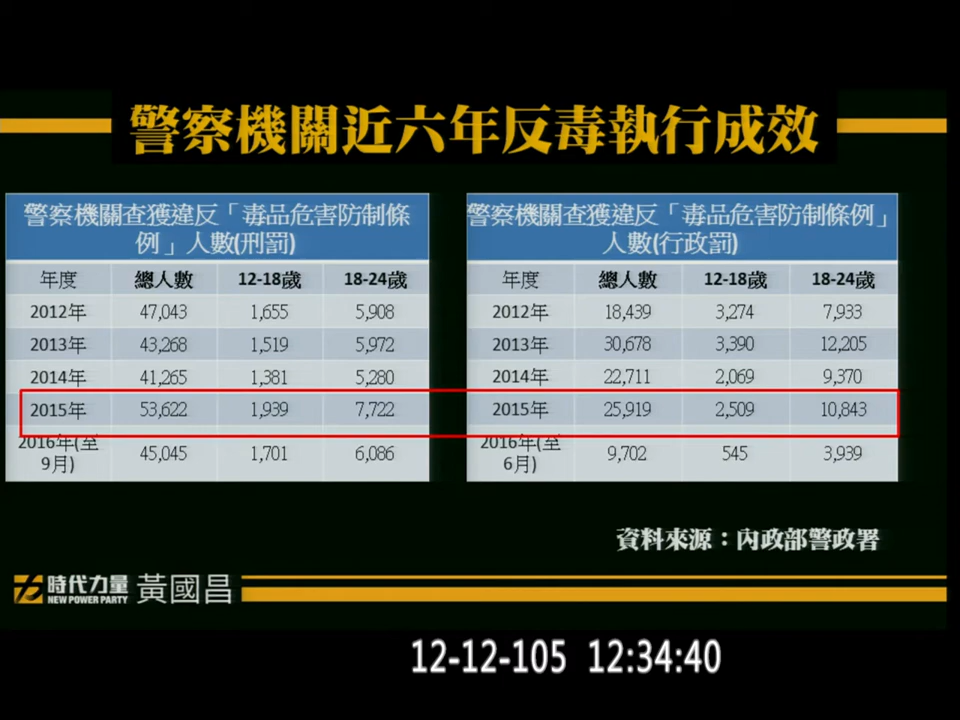 警察機關近六年反毒執行成效
警察機關查獲違反「毒品危害防制條
例」人數(刑罰)
年度 總人數 12-18歲 18-24歲
2012年 47,043 1,655 5,908
2013年 43,268 1,519 5,972
2014年 41,265 1,381 5,280
2015年 53,622 1,939 7,722
2016年(至
9月) 45,045 1,701 6,086
警察機關查獲違反「毒品危害防制條例」
人數(行政罰)
年度 總人數 12-18歲 18-24歲
2012年 18,439 3,274 7,933
2013年 30,678 3,390 12,205
2014年 22,711 2,069 9,370
2015年 25,919 2,509 10,843
2016年(至
6月) 9,702 545 3,939
資料來源：內政部警政署
時代力量 黃國昌
NEW POWER PARTY
12-12-105 12:34:40